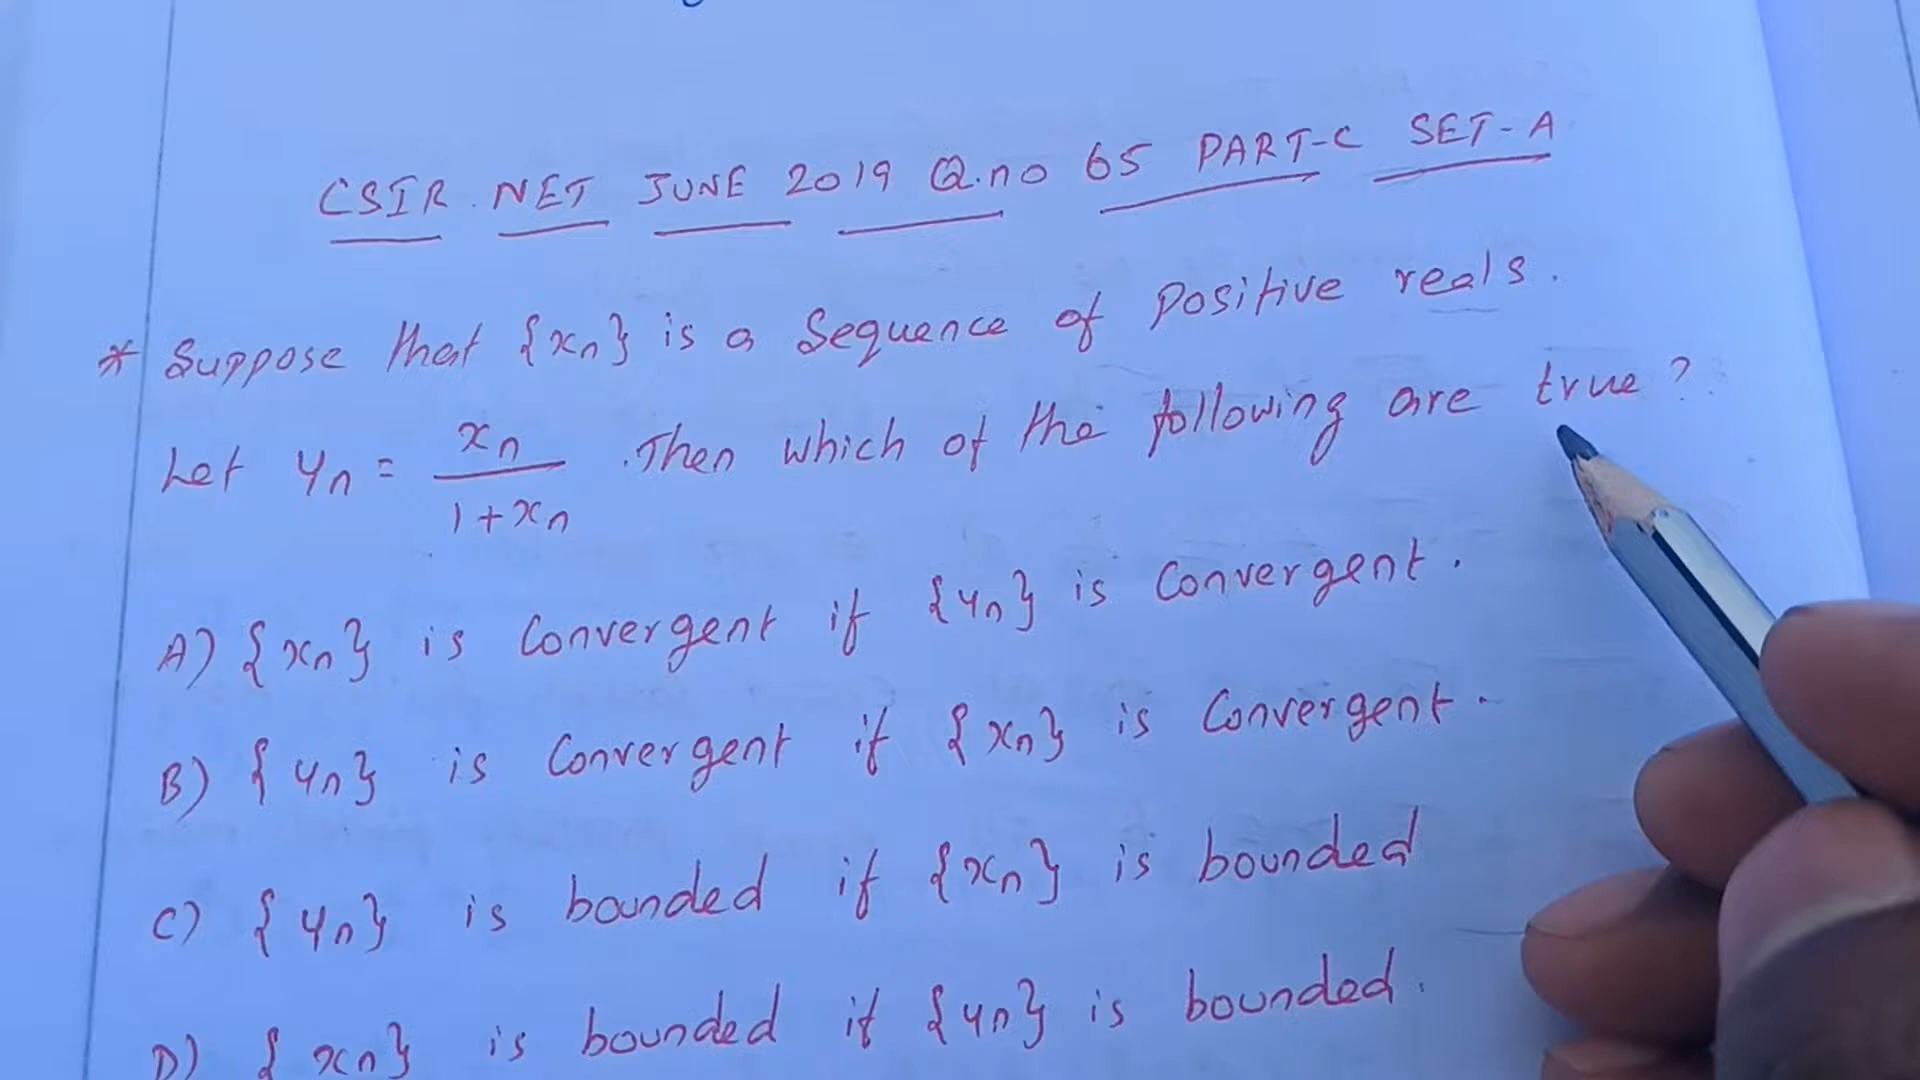 CSIR NET JUNE 2019 Q.no 65 PART-C SET-A
* Suppose that {xn} is a sequence of Positive reals.
Let yn = xn / 1+xn . Then which of the following are true?
A) {xn} is Convergent if {yn} is Convergent.
B) {yn} is Convergent if {xn} is Convergent.
C) {yn} is bounded if {xn} is bounded
D) {xn} is bounded if {yn} is bounded.